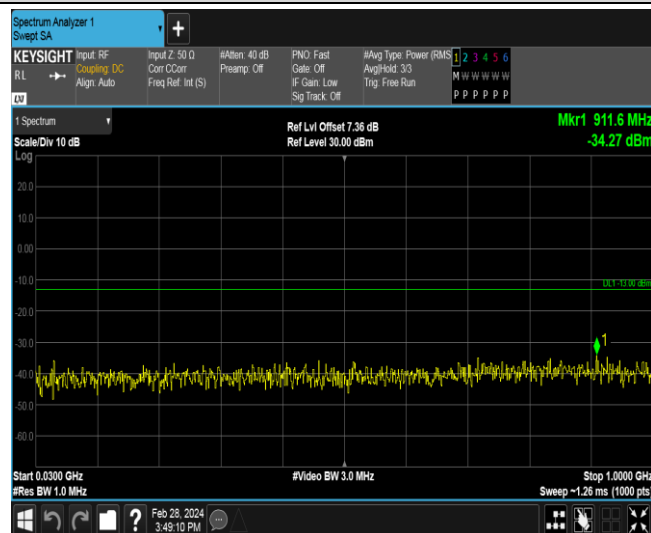 Spectrum Analyzer 1
Swept SA
KEYSIGHT
RL
Input: RF
Coupling: DC
Align: Auto
Input Z: 50 Ω
Corr CCorr
Freq Ref: Int (S)
#Atten: 40 dB
Preamp: Off
PNO: Fast
Gate: Off
IF Gain: Low
Sig Track: Off
#Avg Type: Power (RMS
Avg|Hold: 3/3
Trig: Free Run
1 2 3 4 5 6
M W W W W W
P P P P P P
1 Spectrum
Scale/Div 10 dB
Ref Lvl Offset 7.36 dB
Ref Level 30.00 dBm
Mkr1 911.6 MHz
-34.27 dBm
Log
20.0
10.0
0.00
-10.0
DL1 -13.00 dBm
-20.0
-30.0
1
-40.0
-50.0
-60.0
Start 0.0300 GHz
#Res BW 1.0 MHz
#Video BW 3.0 MHz
Stop 1.0000 GHz
Sweep ~1.26 ms (1000 pts)
Feb 28, 2024
3:49:10 PM